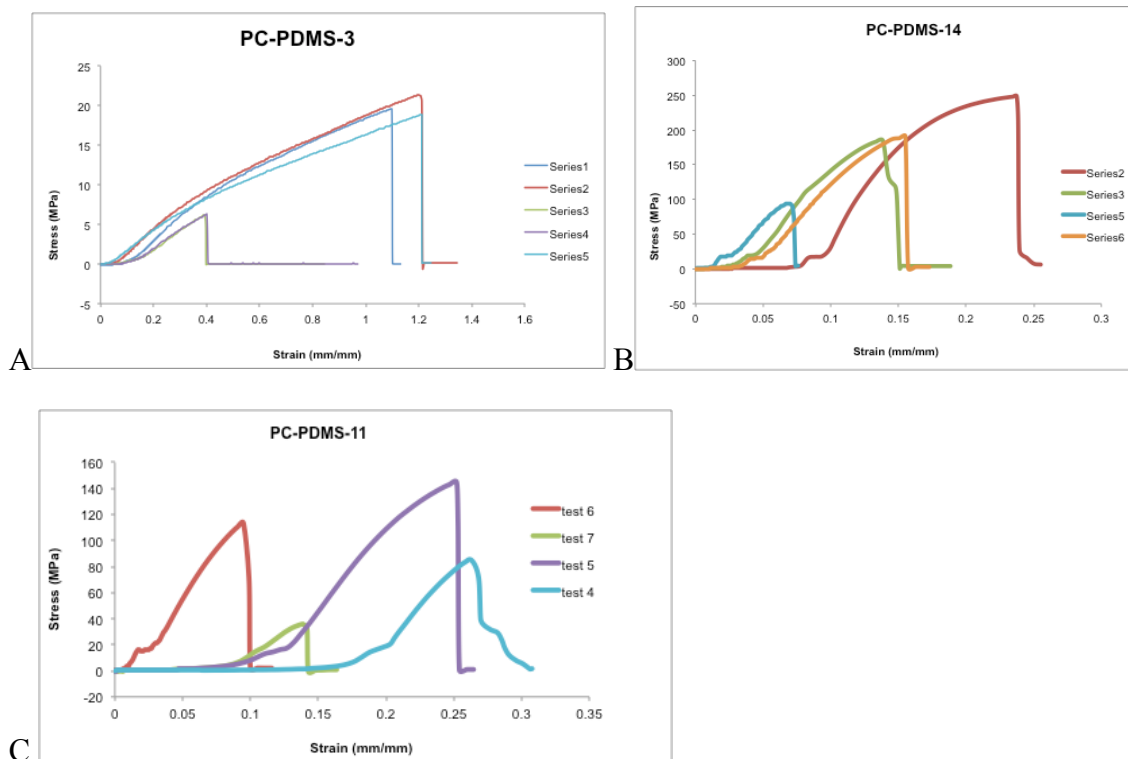 PC-PDMS-3
25
20
15
10
5
0
-5
0 0.2 0.4 0.6 0.8 1 1.2 1.4 1.6
Stress (MPa)
Strain (mm/mm)
Series1
Series2
Series3
Series4
Series5
A
PC-PDMS-14
300
250
200
150
100
50
0
-50
0 0.05 0.1 0.15 0.2 0.25 0.3
Stress (MPa)
Strain (mm/mm)
Series2
Series3
Series5
Series6
B
PC-PDMS-11
160
140
120
100
80
60
40
20
0
-20
0 0.05 0.1 0.15 0.2 0.25 0.3 0.35
Stress (MPa)
Strain (mm/mm)
test 6
test 7
test 5
test 4
C